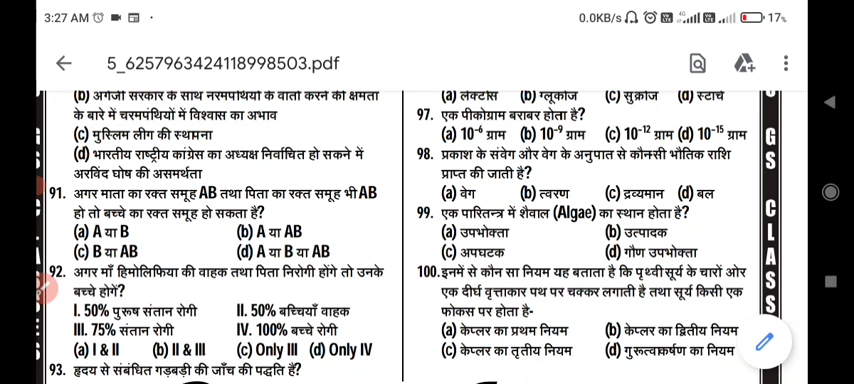 3:27 AM
0.0KB/s 4G 17%
5_6257963424118998503.pdf
(b) अंग्रेजी सरकार के साथ नरमपंथियों के वार्ता करने की क्षमता
के बारे में चरमपंथियों में विश्वास का अभाव
(c) मुस्लिम लीग की स्थापना
(d) भारतीय राष्ट्रीय कांग्रेस का अध्यक्ष निर्वाचित हो सकने में
अरविंद घोष की असमर्थता
91. अगर माता का रक्त समूह AB तथा पिता का रक्त समूह भी AB
हो तो बच्चे का रक्त समूह हो सकता है?
(a) A या B (b) A या AB
(c) B या AB (d) A या B या AB
92. अगर माँ हिमोलिफिया की वाहक तथा पिता निरोगी होंगे तो उनके
बच्चे होगें?
I. 50% पुरूष संतान रोगी II. 50% बच्चियाँ वाहक
III. 75% संतान रोगी IV. 100% बच्चे रोगी
(a) I & II (b) II & III (c) Only III (d) Only IV
93. हृदय से संबंधित गड़बड़ी की जाँच की पद्धति है?
(a) लैक्टोस (b) ग्लूकोज (c) सुक्रोज (d) स्टार्च
97. एक पीकोग्राम बराबर होता है?
(a) 10⁻⁶ ग्राम (b) 10⁻⁹ ग्राम (c) 10⁻¹² ग्राम (d) 10⁻¹⁵ ग्राम
98. प्रकाश के संवेग और वेग के अनुपात से कौन-सी भौतिक राशि
प्राप्त की जाती है?
(a) वेग (b) त्वरण (c) द्रव्यमान (d) बल
99. एक पारितन्त्र में शैवाल (Algae) का स्थान होता है?
(a) उपभोक्ता (b) उत्पादक
(c) अपघटक (d) गौण उपभोक्ता
100. इनमें से कौन सा नियम यह बताता है कि पृथ्वी सूर्य के चारों ओर
एक दीर्घ वृत्ताकार पथ पर चक्कर लगाती है तथा सूर्य किसी एक
फोकस पर होता है-
(a) केप्लर का प्रथम नियम (b) केप्लर का द्वितीय नियम
(c) केप्लर का तृतीय नियम (d) गुरूत्वाकर्षण का नियम
G
S
C
L
A
S
S